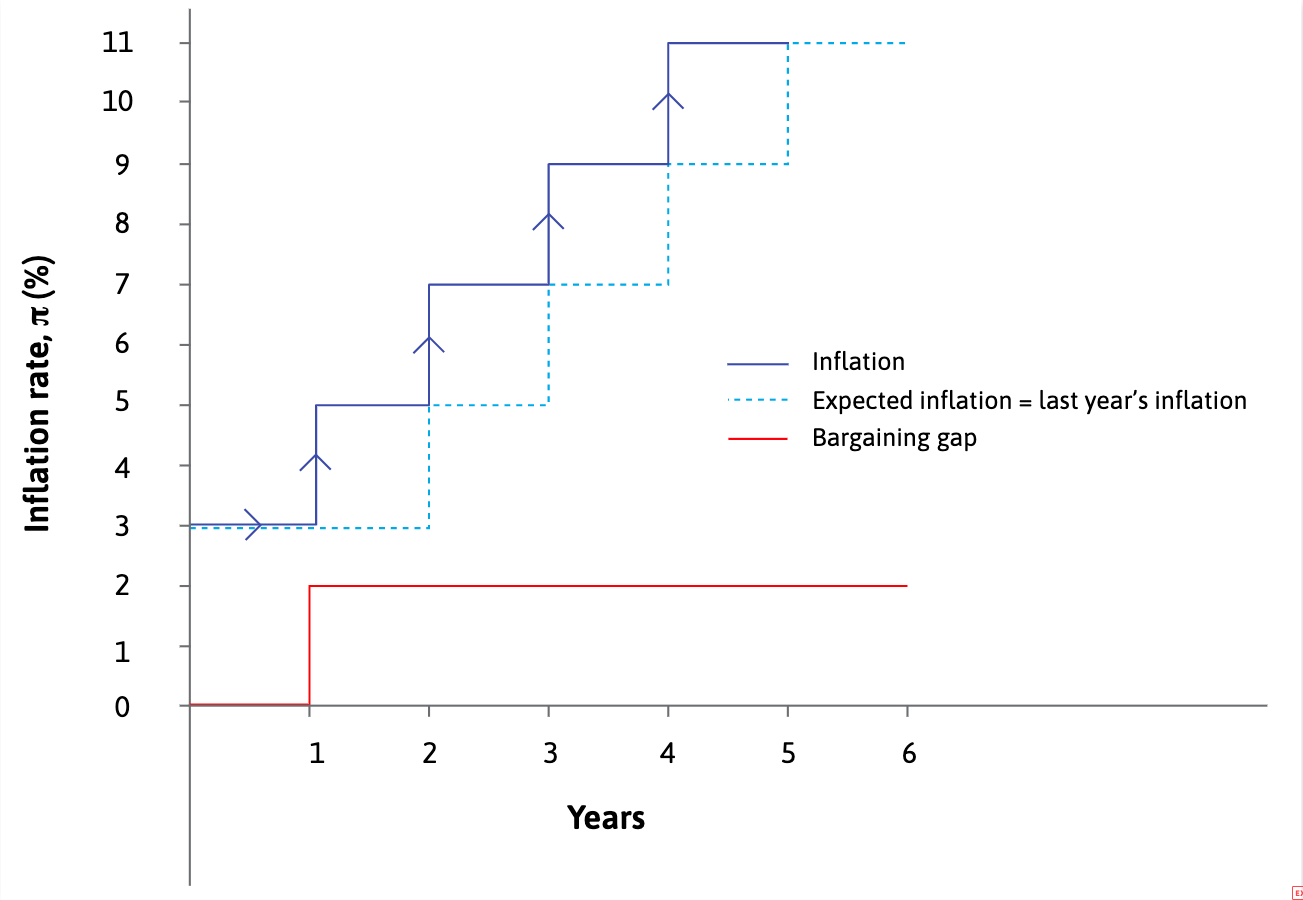 11
10
9
8
7
6
5
4
3
2
1
0
Inflation rate, π (%)
Inflation
Expected inflation = last year’s inflation
Bargaining gap
1 2 3 4 5 6
Years